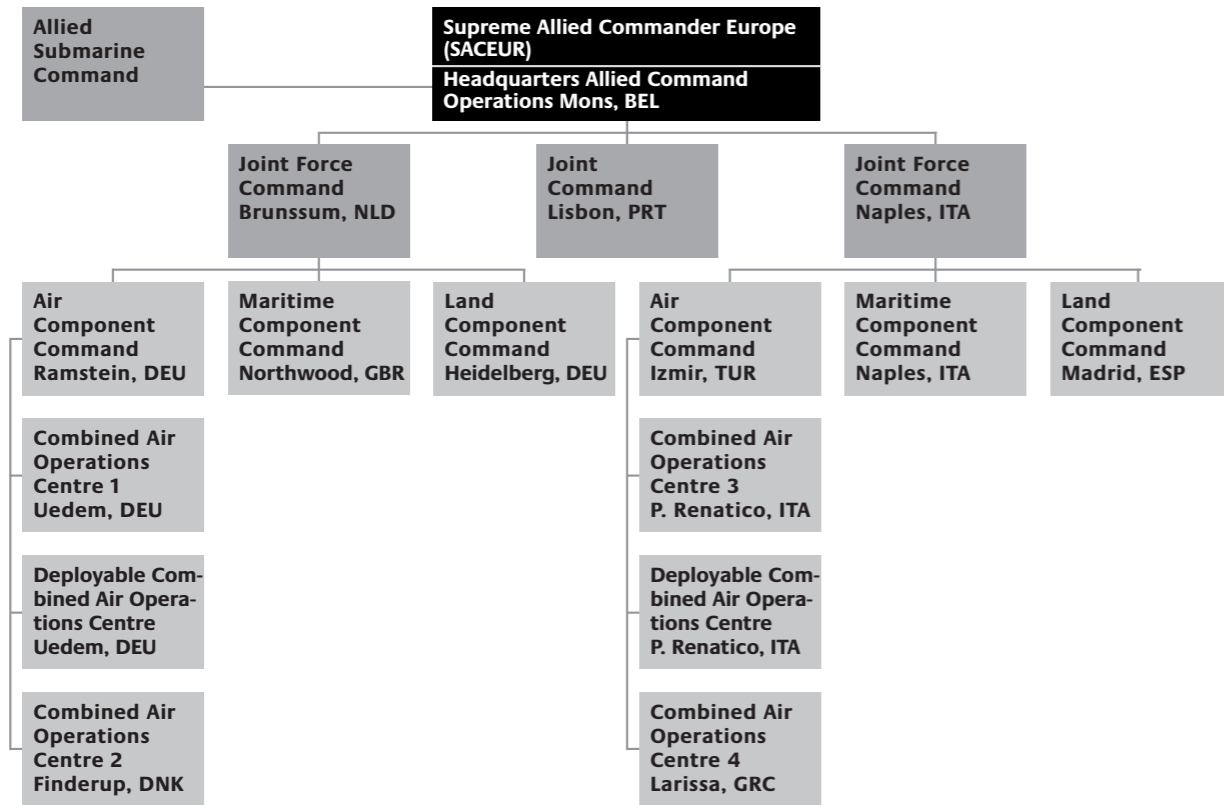 Allied
Submarine
Command
Supreme Allied Commander Europe
(SACEUR)
Headquarters Allied Command
Operations Mons, BEL
Joint Force
Command
Brunssum, NLD
Joint
Command
Lisbon, PRT
Joint Force
Command
Naples, ITA
Air
Component
Command
Ramstein, DEU
Maritime
Component
Command
Northwood, GBR
Land
Component
Command
Heidelberg, DEU
Air
Component
Command
Izmir, TUR
Maritime
Component
Command
Naples, ITA
Land
Component
Command
Madrid, ESP
Combined Air
Operations
Centre 1
Uedem, DEU
Combined Air
Operations
Centre 3
P. Renatico, ITA
Deployable Com-
bined Air Opera-
tions Centre
Uedem, DEU
Deployable Com-
bined Air Opera-
tions Centre
P. Renatico, ITA
Combined Air
Operations
Centre 2
Finderup, DNK
Combined Air
Operations
Centre 4
Larissa, GRC